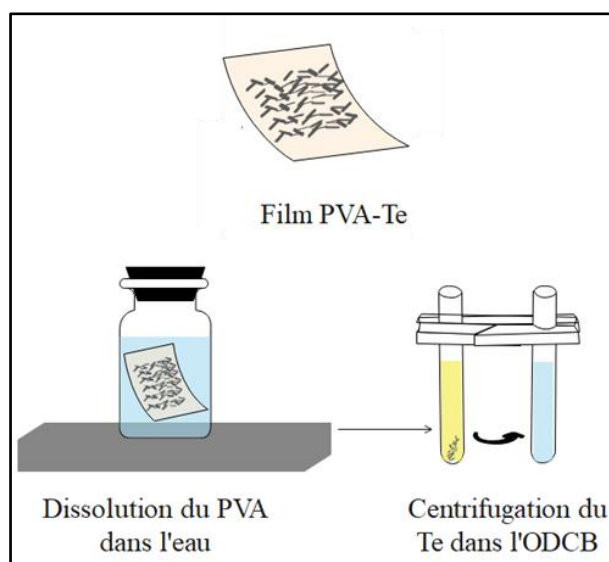 Film PVA-Te
Dissolution du PVA
dans l'eau
Centrifugation du
Te dans l'ODCB